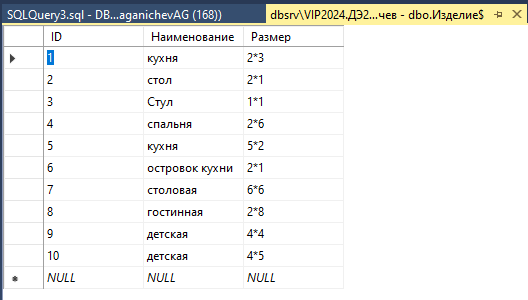 SQLQuery3.sql - DB...aganichevAG (168)) dbsrv\VIP2024.ДЭ2...чев - dbo.Изделие$
ID Наименование Размер
1 кухня 2*3
2 стол 2*1
3 Стул 1*1
4 спальня 2*6
5 кухня 5*2
6 островок кухни 2*1
7 столовая 6*6
8 гостинная 2*8
9 детская 4*4
10 детская 4*5
NULL NULL NULL